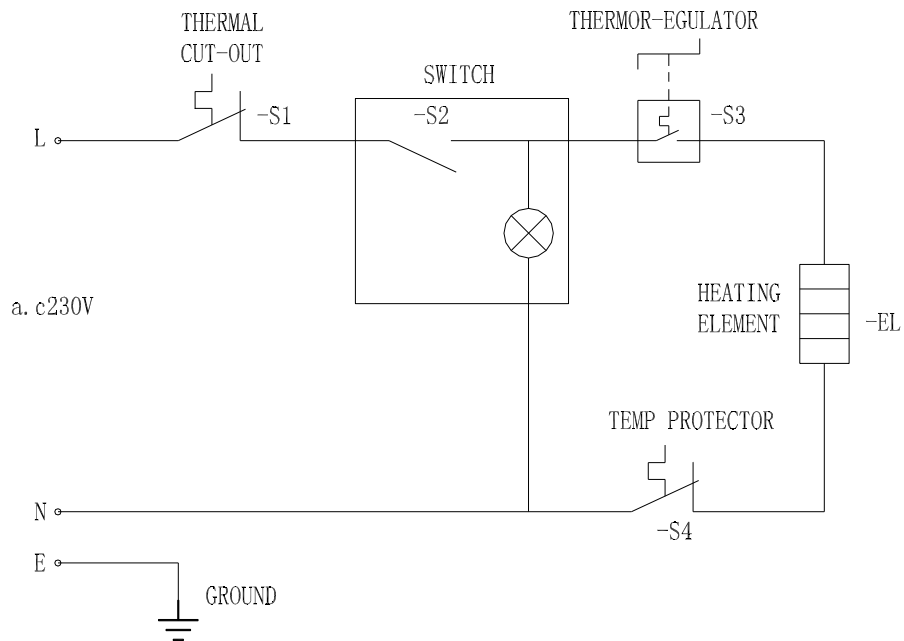 THERMAL
CUT-OUT
THERMOR-EGULATOR
SWITCH
-S1
-S2
-S3
L
a.c230V
HEATING
ELEMENT
-EL
TEMP PROTECTOR
N
-S4
E
GROUND